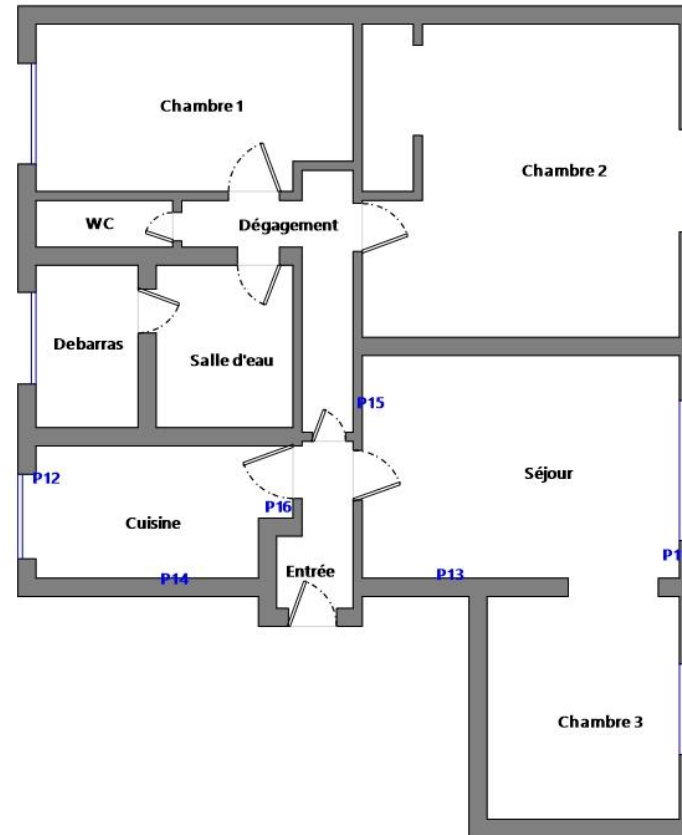 Chambre 1
Chambre 2
WC
Dégagement
Debarras
Salle d'eau
P15
P12
Séjour
P16
Cuisine
P1
Entrée
P14
P13
Chambre 3